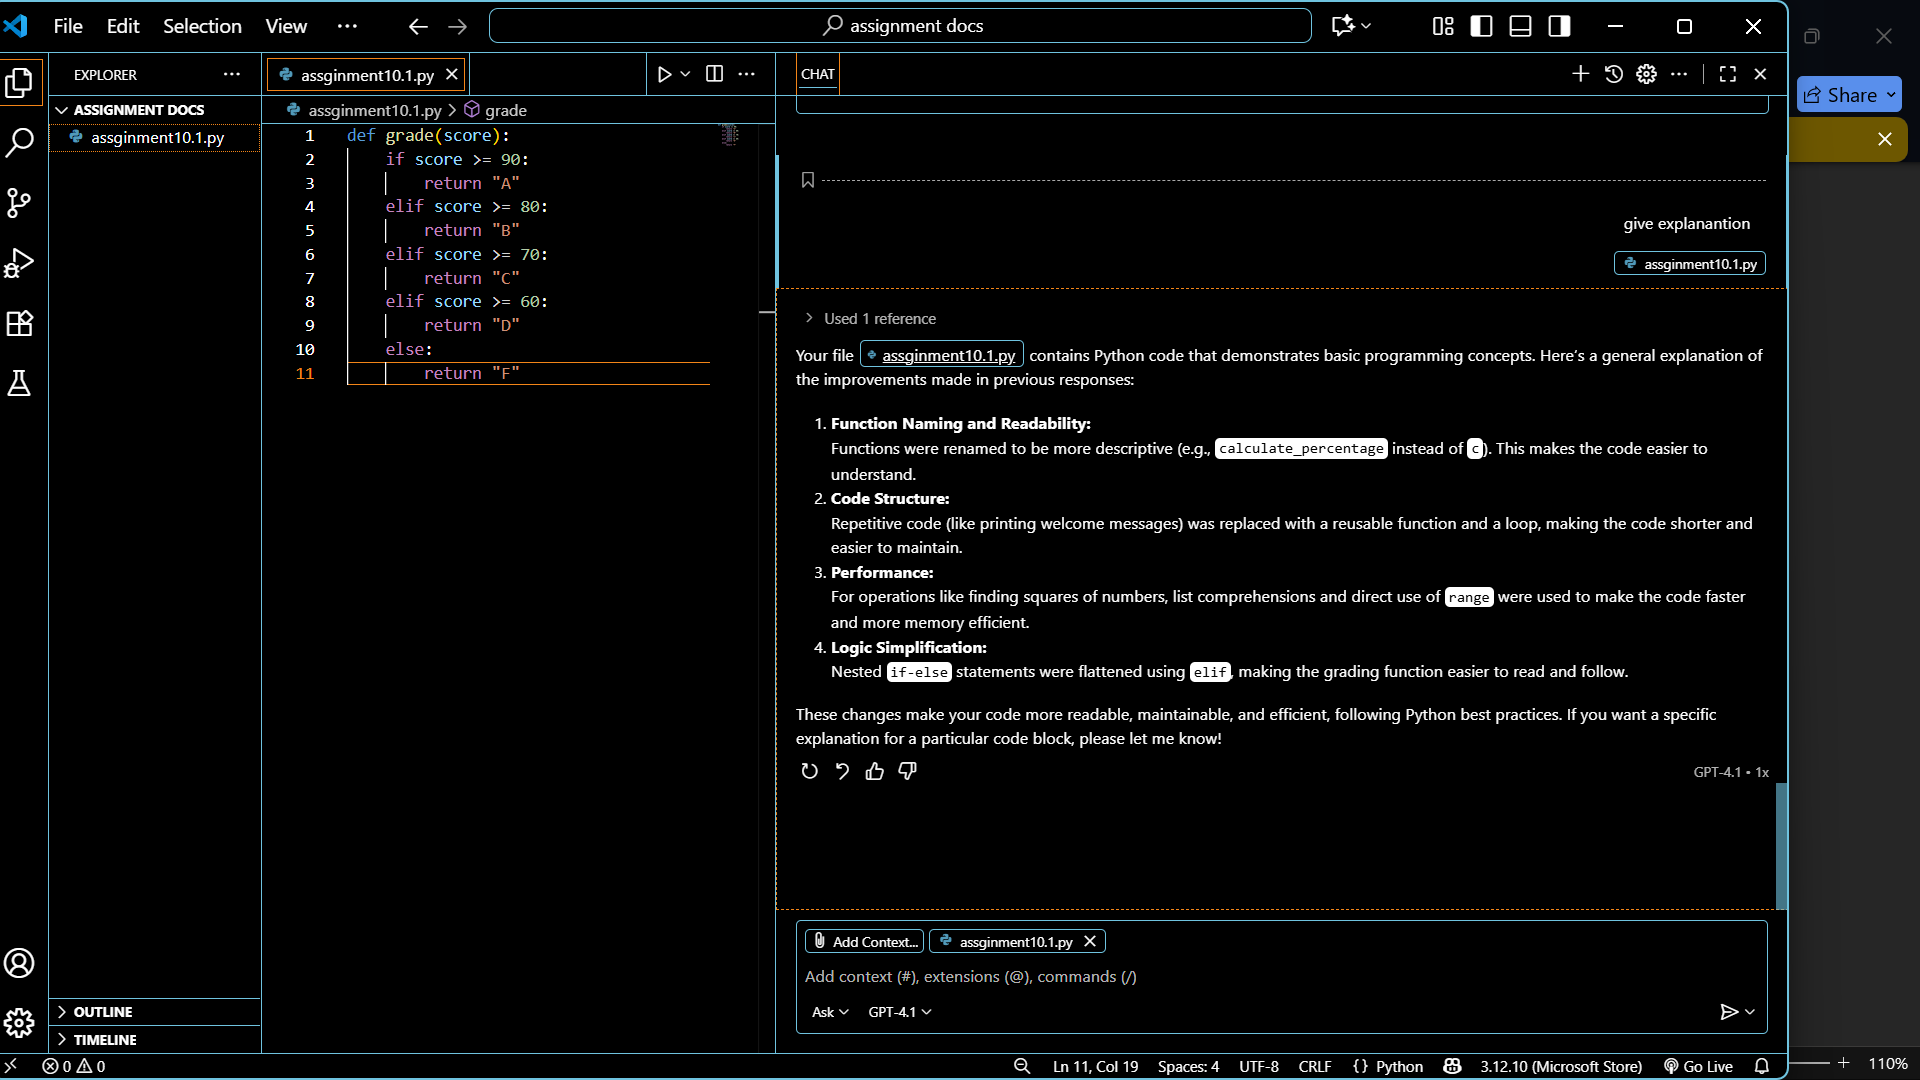 File Edit Selection View ··· assignment docs
EXPLORER ···
ASSIGNMENT DOCS
assginment10.1.py
OUTLINE
TIMELINE
assginment10.1.py
assginment10.1.py > grade
1 def grade(score):
2 if score >= 90:
3 return "A"
4 elif score >= 80:
5 return "B"
6 elif score >= 70:
7 return "C"
8 elif score >= 60:
9 return "D"
10 else:
11 return "F"
CHAT
give explanantion
assginment10.1.py
Used 1 reference
Your file assginment10.1.py contains Python code that demonstrates basic programming concepts. Here's a general explanation of
the improvements made in previous responses:
1. Function Naming and Readability:
Functions were renamed to be more descriptive (e.g., calculate_percentage instead of c). This makes the code easier to
understand.
2. Code Structure:
Repetitive code (like printing welcome messages) was replaced with a reusable function and a loop, making the code shorter and
easier to maintain.
3. Performance:
For operations like finding squares of numbers, list comprehensions and direct use of range were used to make the code faster
and more memory efficient.
4. Logic Simplification:
Nested if-else statements were flattened using elif, making the grading function easier to read and follow.
These changes make your code more readable, maintainable, and efficient, following Python best practices. If you want a specific
explanation for a particular code block, please let me know!
GPT-4.1 • 1x
Add Context... assginment10.1.py
Add context (#), extensions (@), commands (/)
Ask GPT-4.1
Share
0 0 Ln 11, Col 19 Spaces: 4 UTF-8 CRLF {} Python 3.12.10 (Microsoft Store) Go Live
110%